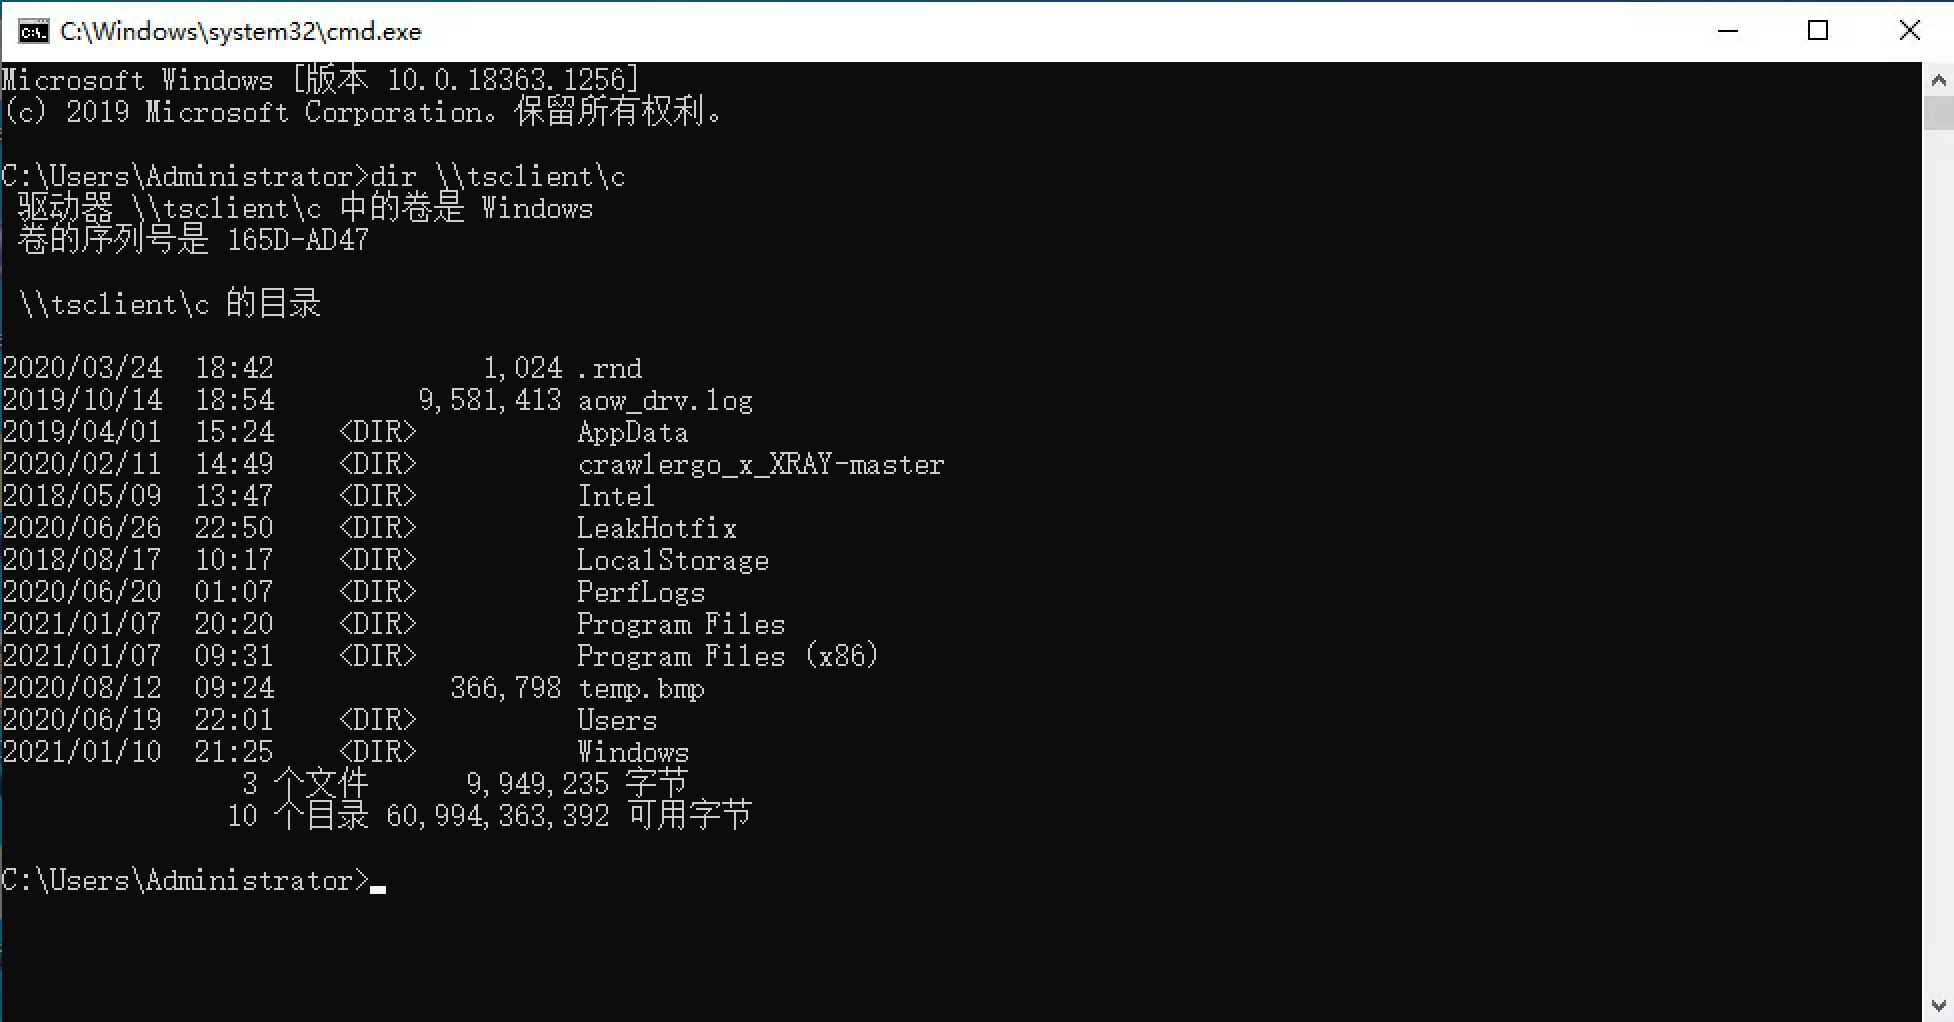 C:\Windows\system32\cmd.exe
Microsoft Windows [版本 10.0.18363.1256]
(c) 2019 Microsoft Corporation。保留所有权利。
C:\Users\Administrator>dir \\tsclient\c
驱动器 \\tsclient\c 中的卷是 Windows
卷的序列号是 165D-AD47
\\tsclient\c 的目录
2020/03/24  18:42             1,024 .rnd
2019/10/14  18:54         9,581,413 aow_drv.log
2019/04/01  15:24    <DIR>          AppData
2020/02/11  14:49    <DIR>          crawlergo_x_XRAY-master
2018/05/09  13:47    <DIR>          Intel
2020/06/26  22:50    <DIR>          LeakHotfix
2018/08/17  10:17    <DIR>          LocalStorage
2020/06/20  01:07    <DIR>          PerfLogs
2021/01/07  20:20    <DIR>          Program Files
2021/01/07  09:31    <DIR>          Program Files (x86)
2020/08/12  09:24           366,798 temp.bmp
2020/06/19  22:01    <DIR>          Users
2021/01/10  21:25    <DIR>          Windows
3 个文件      9,949,235 字节
10 个目录 60,994,363,392 可用字节
C:\Users\Administrator>